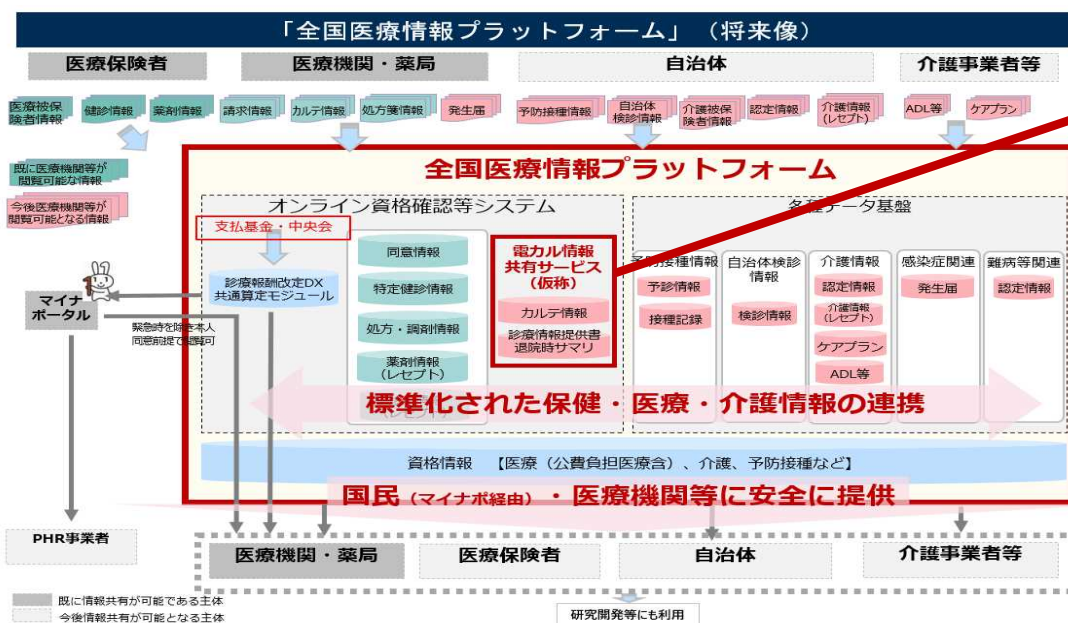 「全国医療情報プラットフォーム」（将来像）
医療保険者
医療機関・薬局
自治体
介護事業者等
医療被保
険者情報
健診情報
薬剤情報
請求情報
カルテ情報
処方箋情報
発生届
予防接種情報
自治体
検診情報
介護被保
険者情報
認定情報
介護情報
(レセプト)
ADL等
ケアプラン
既に医療機関等が
閲覧可能な情報
今後医療機関等が
閲覧可能となる情報
全国医療情報プラットフォーム
オンライン資格確認等システム
各種データ基盤
支払基金・中央会
診療報酬改定DX
共通算定モジュール
同意情報
特定健診情報
処方・調剤情報
薬剤情報
(レセプト)
電カル情報
共有サービス
(仮称)
カルテ情報
診療情報提供書
退院時サマリ
予防接種情報
予診情報
接種記録
自治体検診
情報
検診情報
介護情報
認定情報
介護情報
(レセプト)
ケアプラン
ADL等
感染症関連
発生届
難病等関連
認定情報
マイナ
ポータル
緊急時を除き本人
同意前提で閲覧可
標準化された保健・医療・介護情報の連携
資格情報 【医療（公費負担医療含）、介護、予防接種など】
国民（マイナポ経由）・医療機関等に安全に提供
PHR事業者
医療機関・薬局
医療保険者
自治体
介護事業者等
既に情報共有が可能である主体
今後情報共有が可能となる主体
研究開発等にも利用